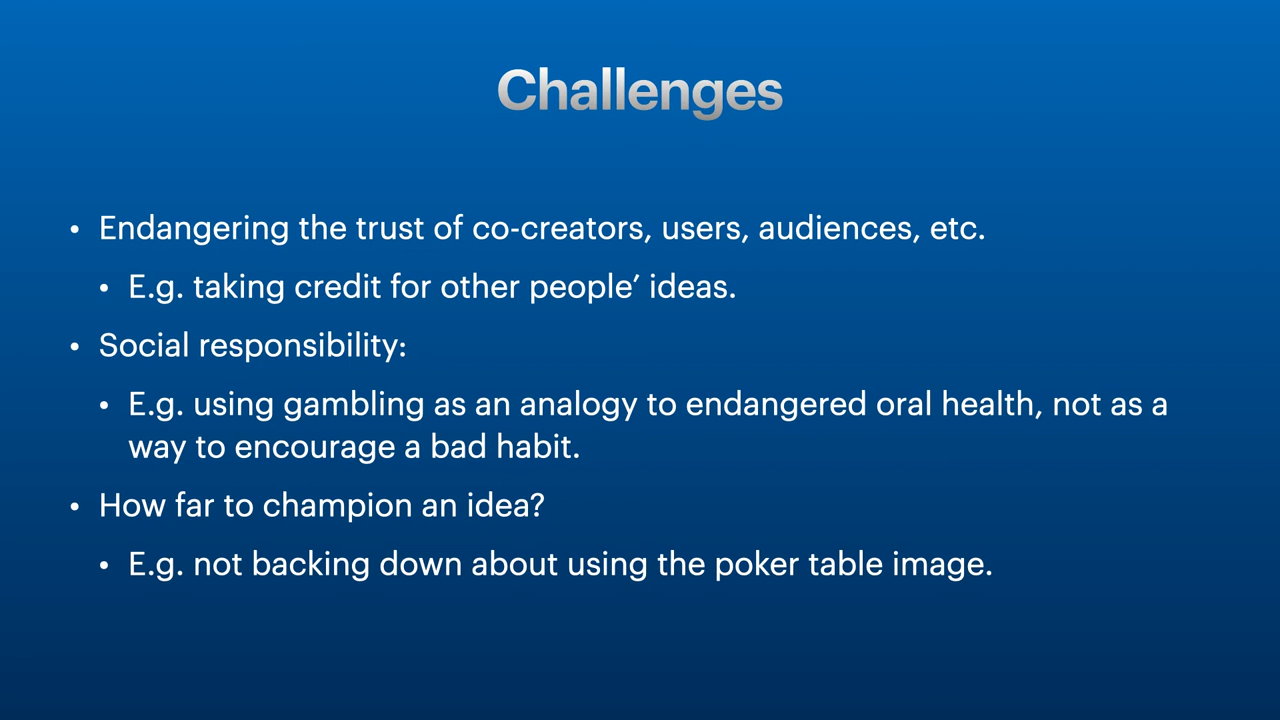 Challenges
• Endangering the trust of co-creators, users, audiences, etc.
• E.g. taking credit for other people’ ideas.
• Social responsibility:
• E.g. using gambling as an analogy to endangered oral health, not as a
way to encourage a bad habit.
• How far to champion an idea?
• E.g. not backing down about using the poker table image.